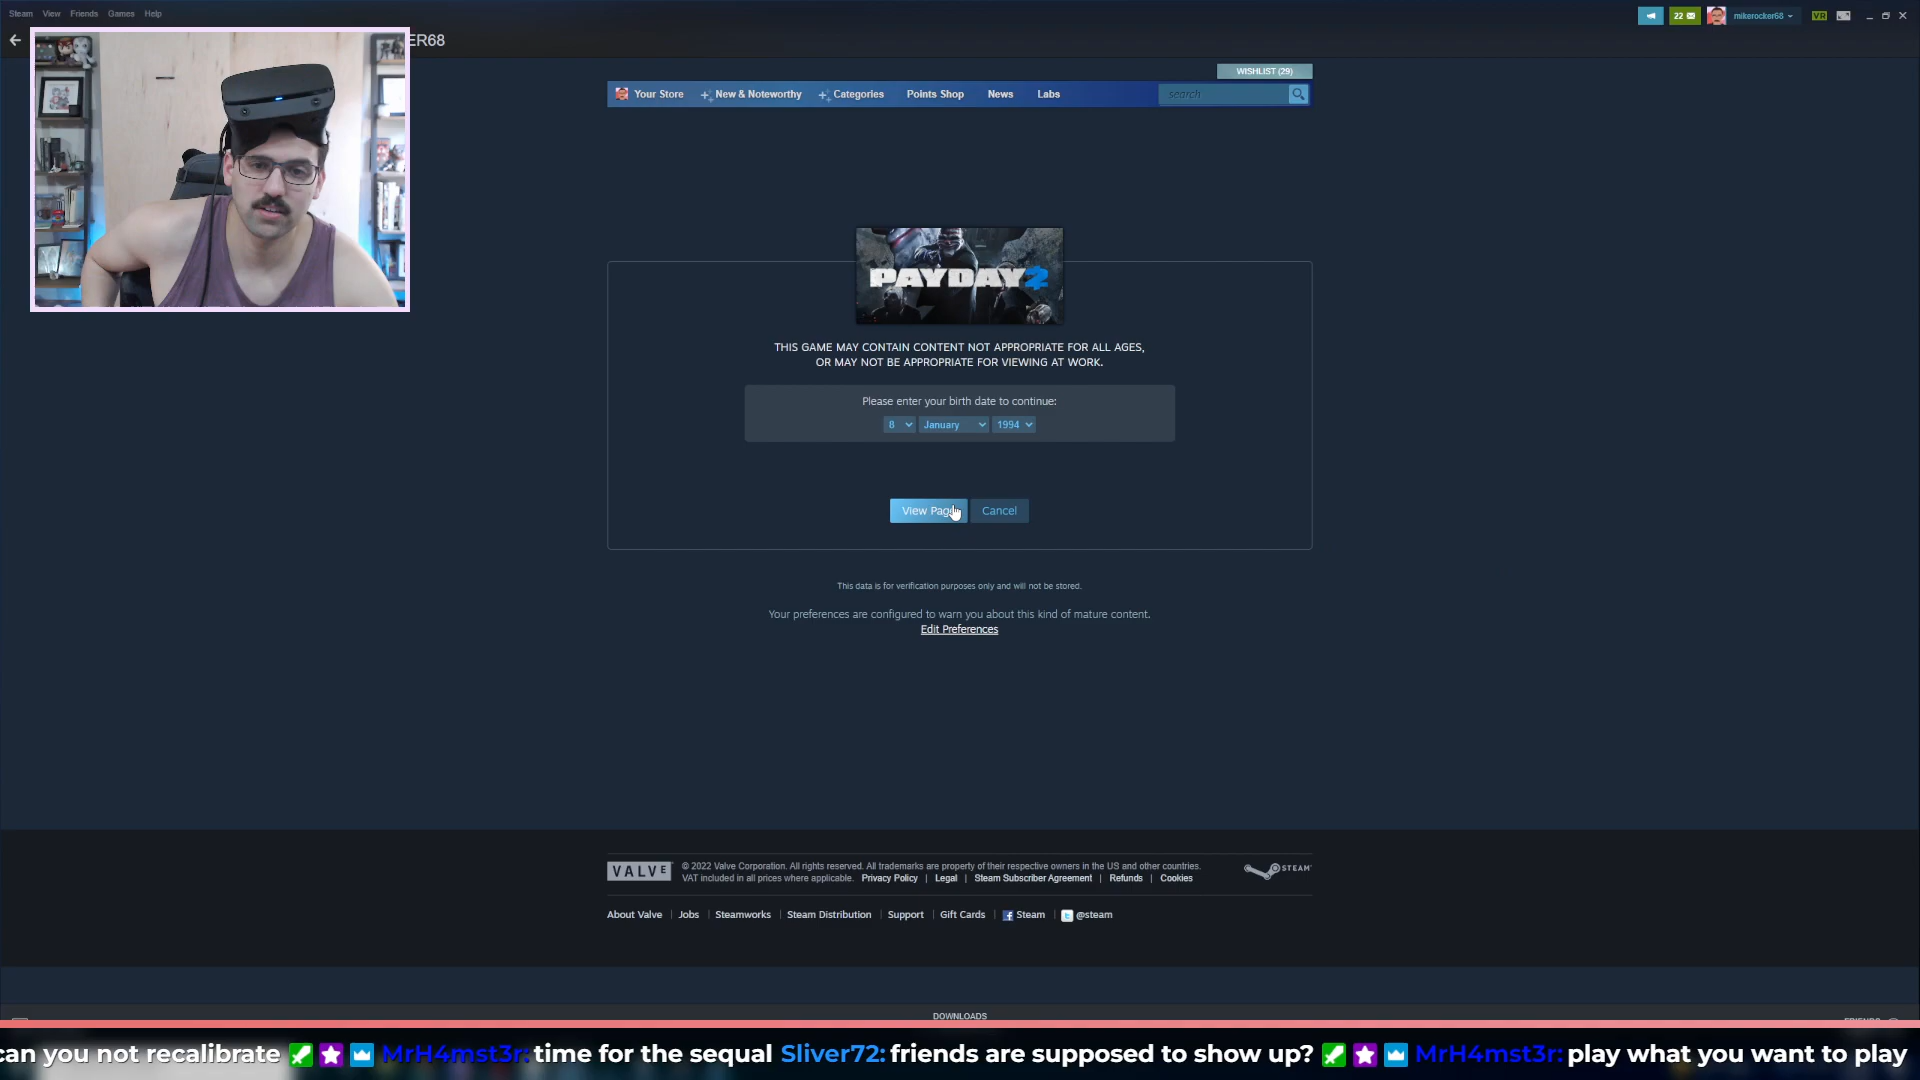 Steam View Friends Games Help
22 mikerocker68 VR
ER68
WISHLIST (29)
Your Store New & Noteworthy Categories Points Shop News Labs search
PAYDAY 2
THIS GAME MAY CONTAIN CONTENT NOT APPROPRIATE FOR ALL AGES,
OR MAY NOT BE APPROPRIATE FOR VIEWING AT WORK.
Please enter your birth date to continue:
8 January 1994
View Page Cancel
This data is for verification purposes only and will not be stored.
Your preferences are configured to warn you about this kind of mature content.
Edit Preferences
VALVE © 2022 Valve Corporation. All rights reserved. All trademarks are property of their respective owners in the US and other countries. STEAM
VAT included in all prices where applicable. Privacy Policy | Legal | Steam Subscriber Agreement | Refunds | Cookies
About Valve | Jobs | Steamworks | Steam Distribution | Support | Gift Cards | Steam | @steam
DOWNLOADS
can you not recalibrate MrH4mst3r: time for the sequal Sliver72: friends are supposed to show up? MrH4mst3r: play what you want to play